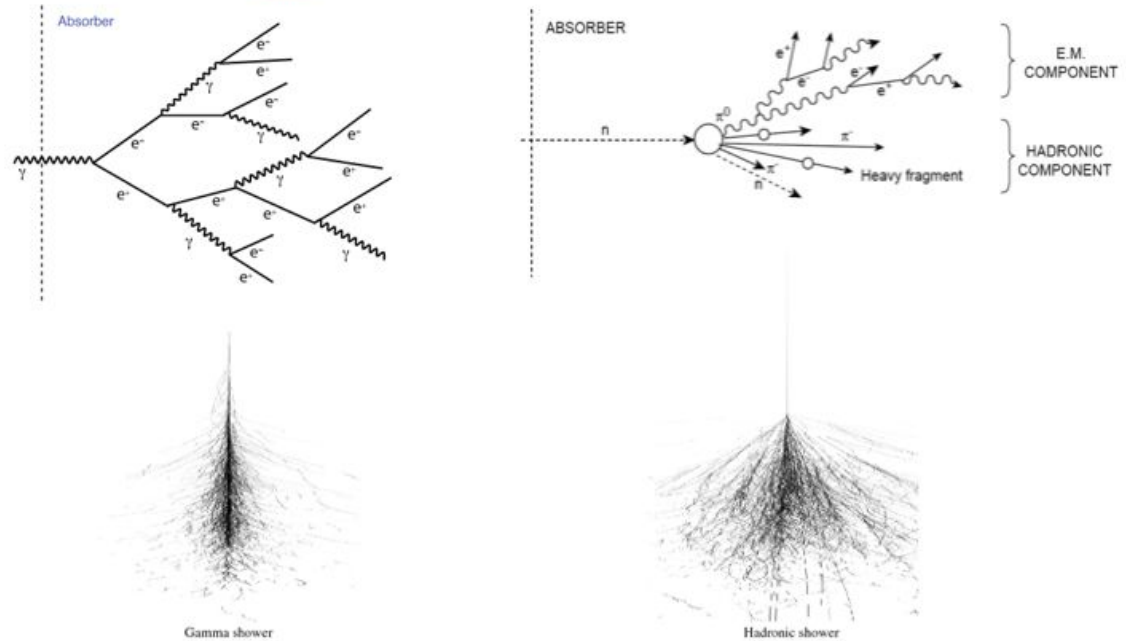 Absorber
e⁻
e⁺
γ
e⁻
e⁻
e⁻
γ
γ
e⁻
e⁺
γ
e⁺
e⁺
e⁺
e⁺
γ
γ
e⁻
e⁺
ABSORBER
e⁺
e⁻
e⁻
e⁺
E.M.
COMPONENT
π⁰
n
π⁻
π⁻
n
Heavy fragment
HADRONIC
COMPONENT
Gamma shower
Hadronic shower